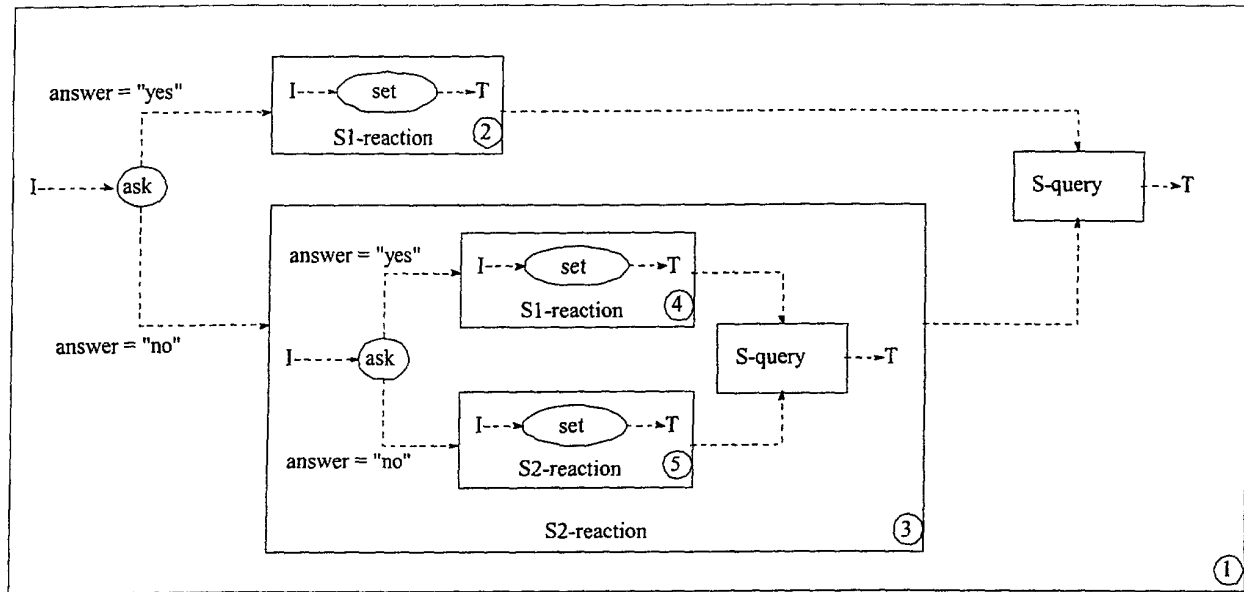 I set T
answer = "yes"
S1-reaction 2
I ask
S-query T
answer = "yes"
I set T
S1-reaction 4
answer = "no"
I ask
S-query T
I set T
answer = "no"
S2-reaction 5
S2-reaction 3
1